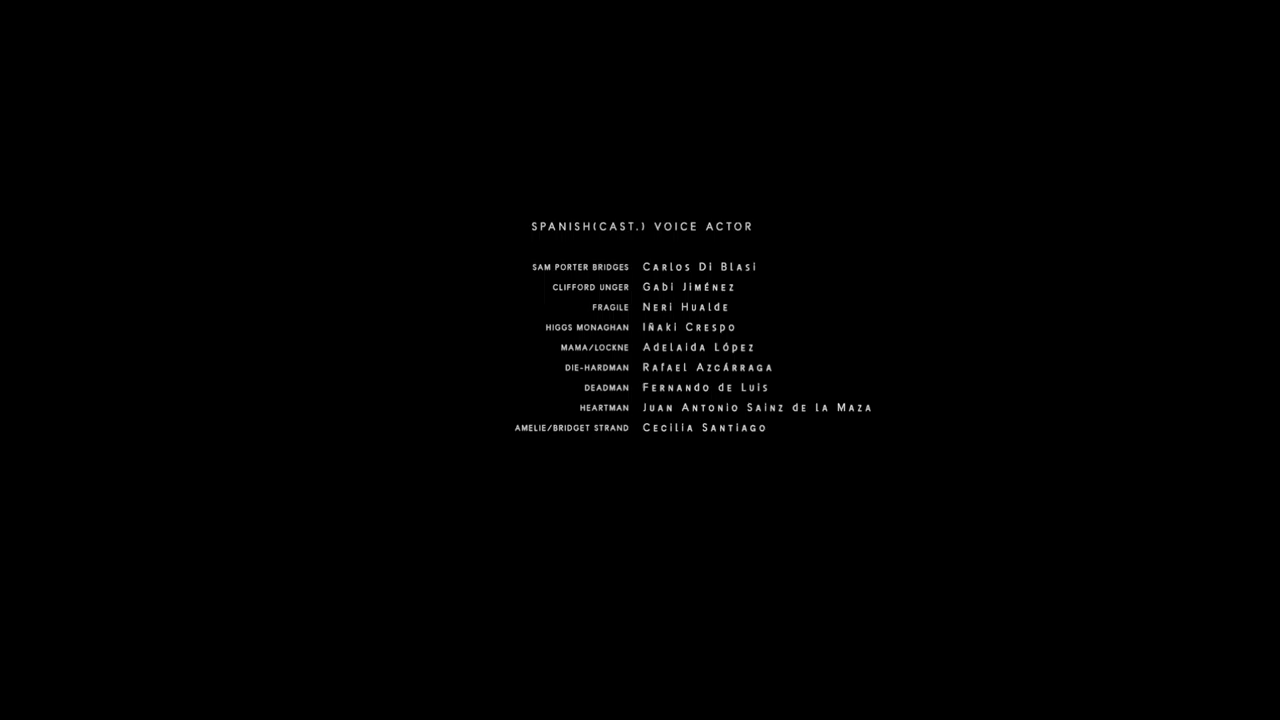 SPANISH(CAST.) VOICE ACTOR
SAM PORTER BRIDGES Carlos Di Blasi
CLIFFORD UNGER Gabi Jiménez
FRAGILE Neri Hualde
HIGGS MONAGHAN Iñaki Crespo
MAMA/LOCKNE Adelaida López
DIE-HARDMAN Rafael Azcárraga
DEADMAN Fernando de Luis
HEARTMAN Juan Antonio Sainz de la Maza
AMELIE/BRIDGET STRAND Cecilia Santiago